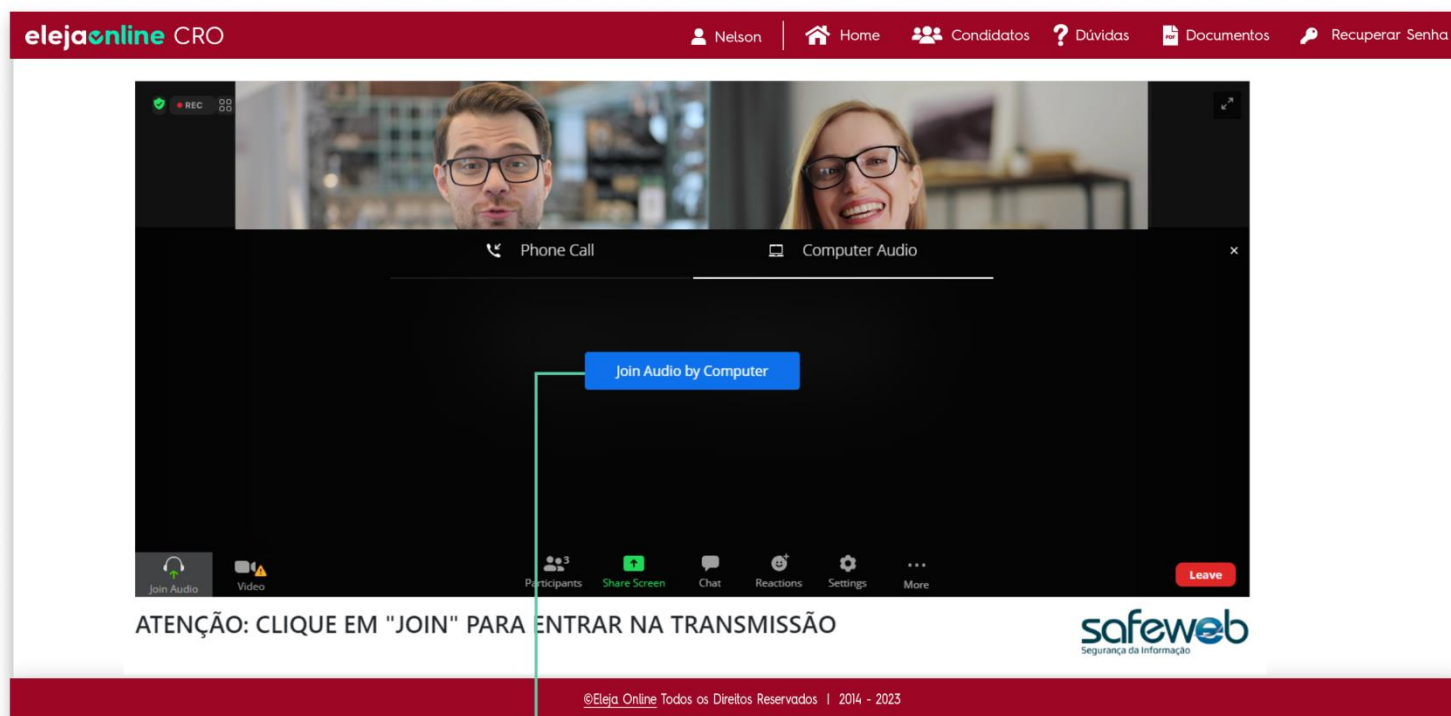 elejaonline CRO
Nelson
Home
Condidatos
Dúvidas
PDF
Documentos
Recuperar Senha
REC
Phone Call
Computer Audio
Join Audio by Computer
Join Audio
Video
3
Participants
Share Screen
Chat
Reactions
Settings
More
Leave
ATENÇÃO: CLIQUE EM "JOIN" PARA ENTRAR NA TRANSMISSÃO
safeweb
Segurança da Informação
©Eleja Online Todos os Direitos Reservados | 2014 - 2023